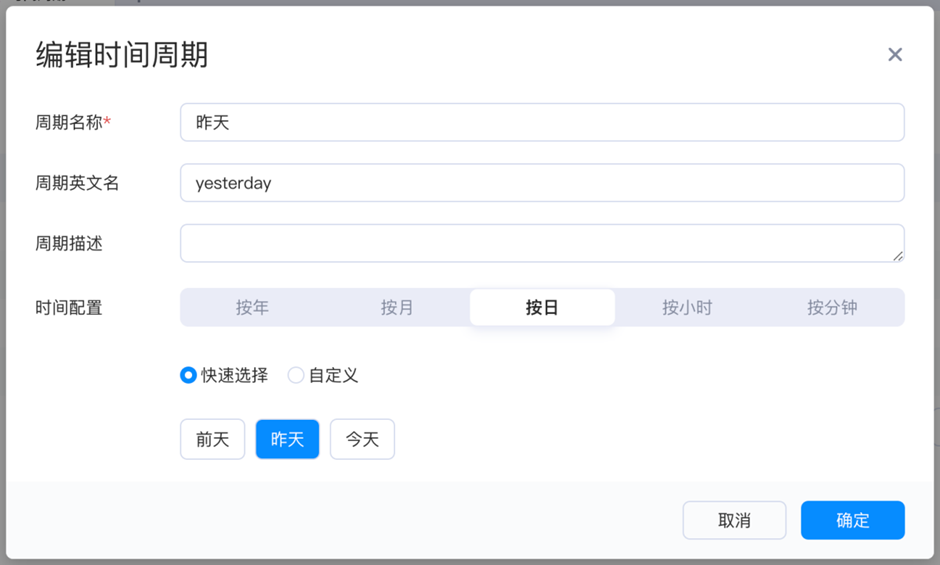 编辑时间周期
周期名称*
昨天
周期英文名
yesterday
周期描述
时间配置
按年 按月 按日 按小时 按分钟
快速选择 自定义
前天 昨天 今天
取消 确定